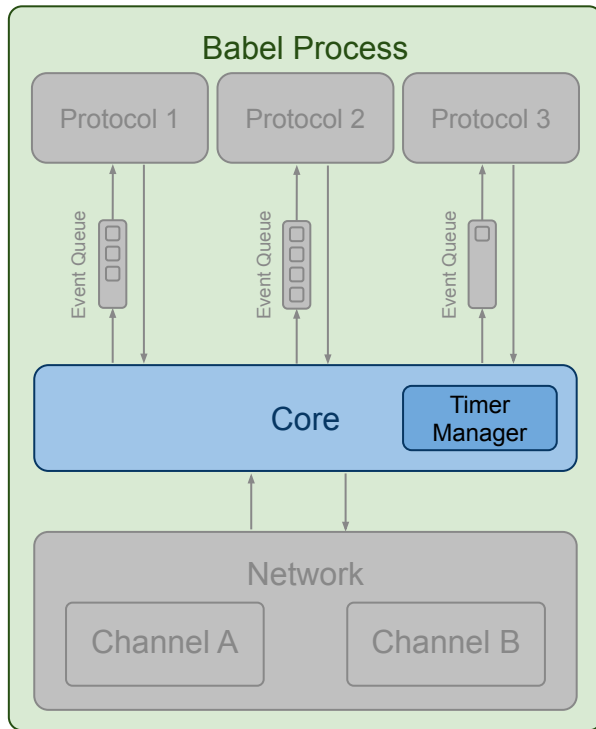 Babel Process
Protocol 1
Protocol 2
Protocol 3
Event Queue
Event Queue
Event Queue
Core
Timer
Manager
Network
Channel A
Channel B